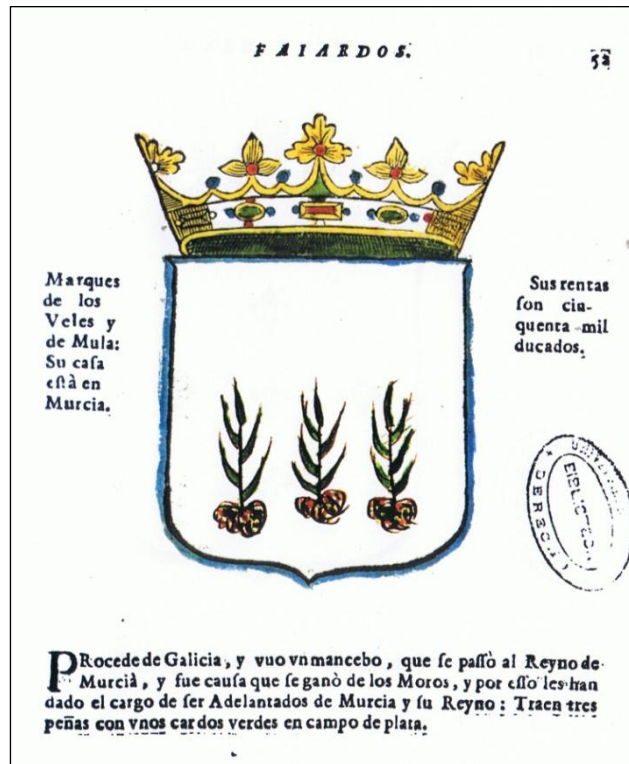 FAIARDOS.
52
Marques
de los
Veles y
de Mula:
Su caſa
eſtà en
Murcia.
Sus rentas
ſon cin-
quenta mil
ducados.
BIBLIOTECA
DERECHO
PRocede de Galicia, y vuo vn mancebo, que ſe paſsò al Reyno de
Murcià, y fue cauſa que ſe ganò de los Moros, y por eſſo les han
dado el cargo de ſer Adelantados de Murcia y ſu Reyno: Traen tres
peñas con vnos cardos verdes en campo de plata.